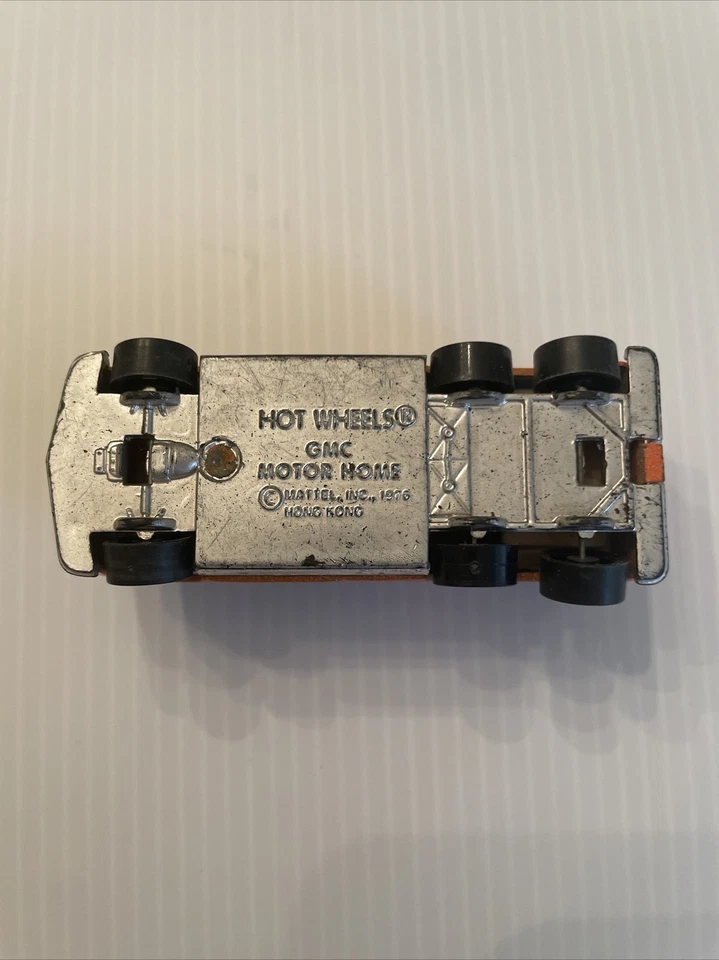 HOT WHEELS®
GMC
MOTOR HOME
© MATTEL, INC., 1976
HONG KONG